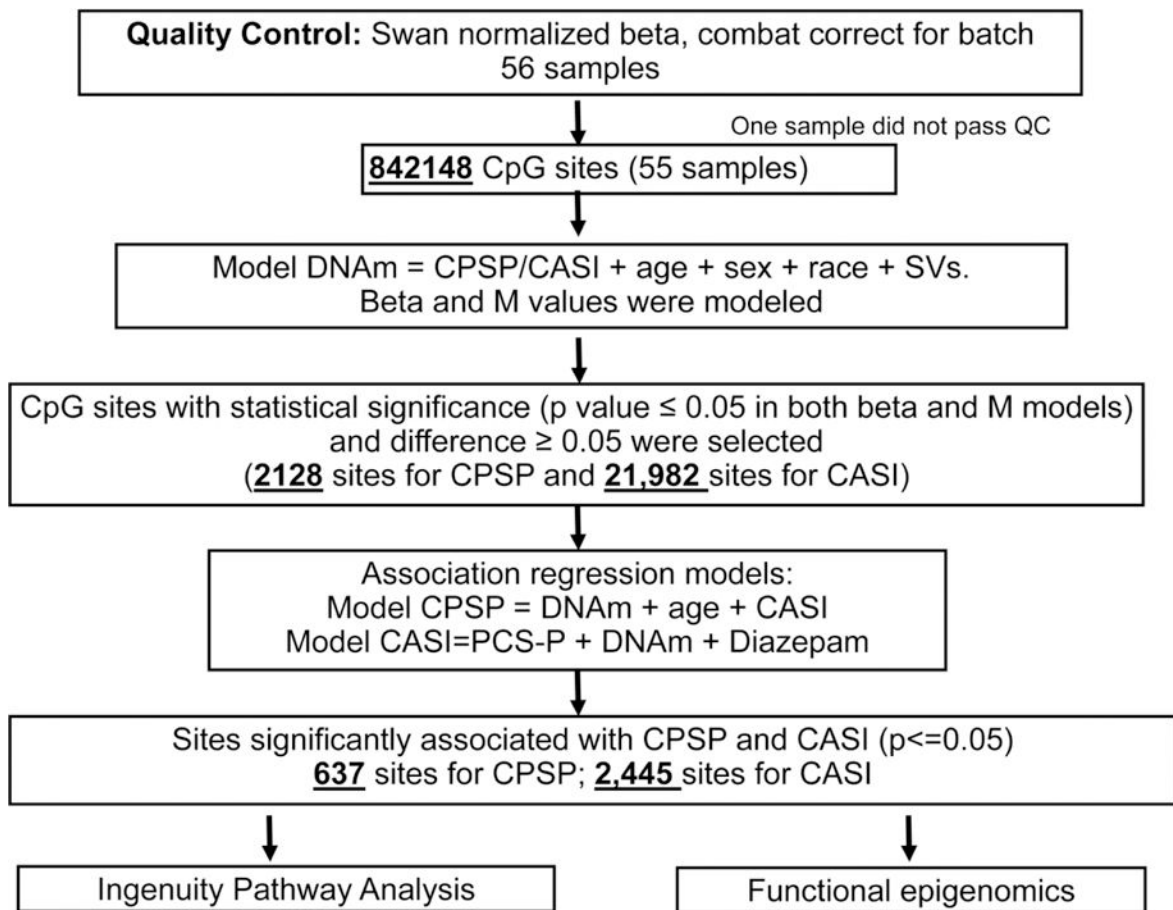 Quality Control: Swan normalized beta, combat correct for batch
56 samples
One sample did not pass QC
842148 CpG sites (55 samples)
Model DNAm = CPSP/CASI + age + sex + race + SVs.
Beta and M values were modeled
CpG sites with statistical significance (p value ≤ 0.05 in both beta and M models)
and difference ≥ 0.05 were selected
(2128 sites for CPSP and 21,982 sites for CASI)
Association regression models:
Model CPSP = DNAm + age + CASI
Model CASI=PCS-P + DNAm + Diazepam
Sites significantly associated with CPSP and CASI (p<=0.05)
637 sites for CPSP; 2,445 sites for CASI
Ingenuity Pathway Analysis
Functional epigenomics